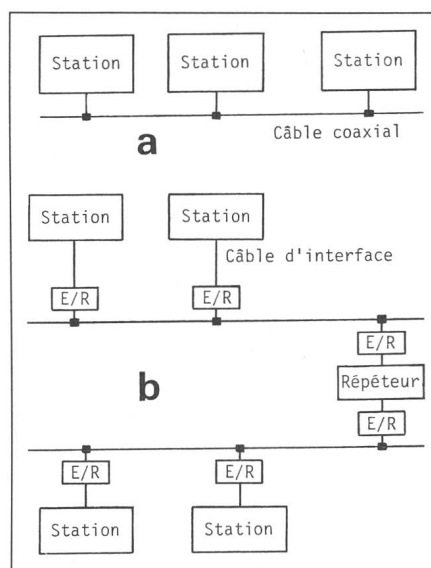 Station Station Station
Câble coaxial
a
Station Station
Câble d'interface
E/R E/R
E/R
b Répéteur
E/R
E/R E/R
Station Station